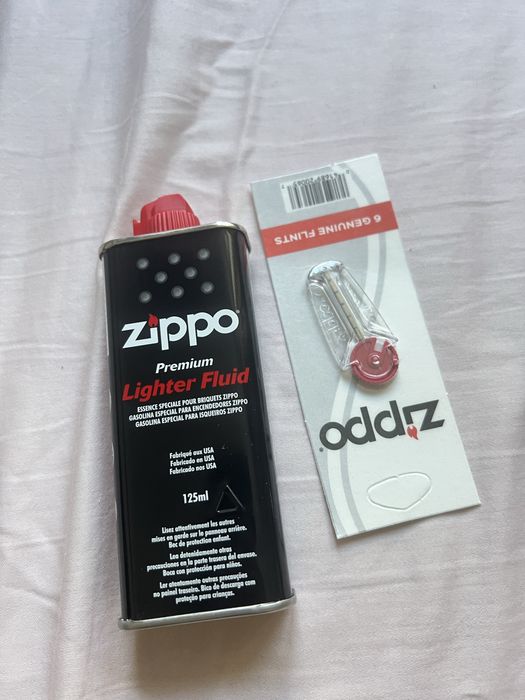 zippo
Premium
Lighter Fluid
ESSENCE SPECIALE POUR BRIQUETS ZIPPO
GASOLINA ESPECIAL PARA ENCENDEDORES ZIPPO
GASOLINA ESPECIAL PARA ISQUEIROS ZIPPO
Fabriqué aux USA
Fabricado en USA
Fabricado nos USA
125ml
Lisez attentivement les autres
mises en garde sur le panneau arrière.
Bec de protection enfant.
Lea detenidamente otras
precauciones en la parte trasera del envase.
Boca con protección para niños.
Ler atentamente outras precauções
no painel traseiro. Bico de descarga com
proteção para crianças.
zippo
6 GENUINE FLINTS